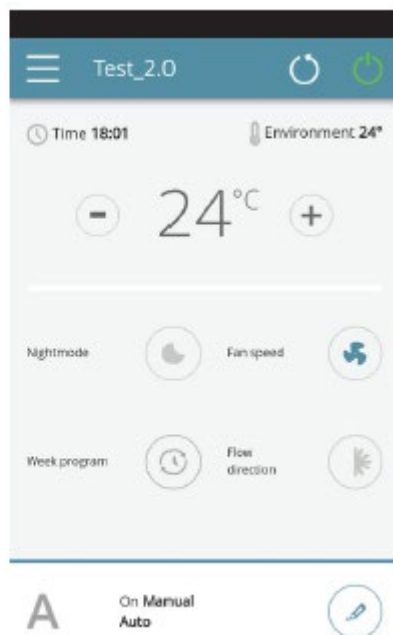 Test_2.0
Time 18:01
Environment 24°
24°C
Nightmode
Fan speed
Week program
Flow
direction
A
On Manual
Auto